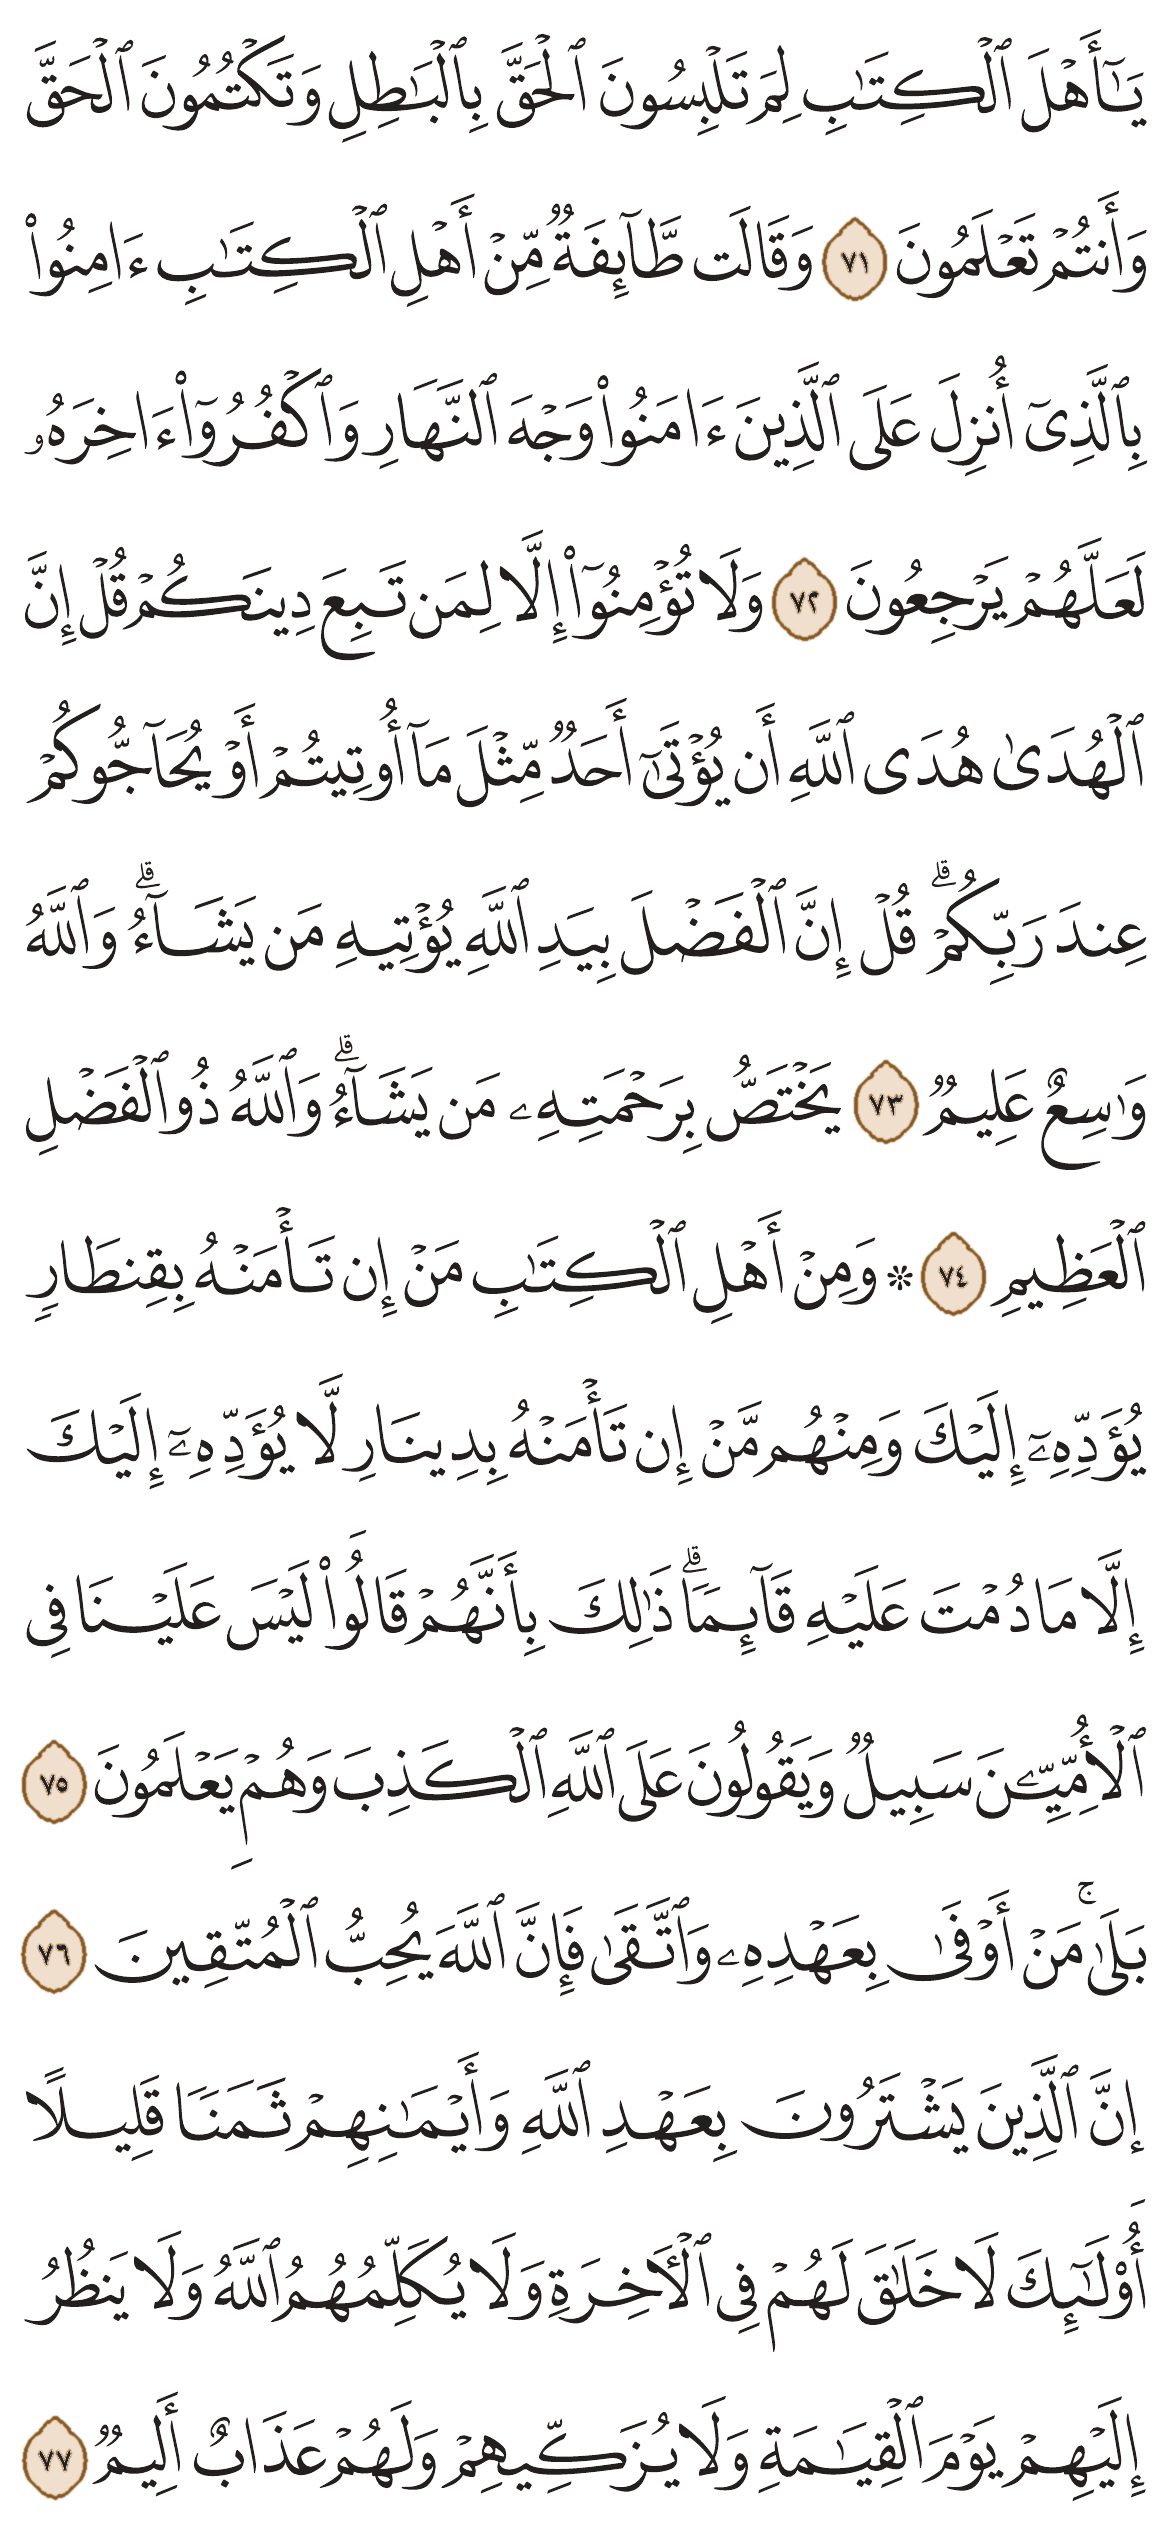 يَٰٓأَهۡلَ ٱلۡكِتَٰبِ لِمَ تَلۡبِسُونَ ٱلۡحَقَّ بِٱلۡبَٰطِلِ وَتَكۡتُمُونَ ٱلۡحَقَّ
وَأَنتُمۡ تَعۡلَمُونَ ٧١ وَقَالَت طَّآئِفَةٞ مِّنۡ أَهۡلِ ٱلۡكِتَٰبِ ءَامِنُواْ
بِٱلَّذِيٓ أُنزِلَ عَلَى ٱلَّذِينَ ءَامَنُواْ وَجۡهَ ٱلنَّهَارِ وَٱكۡفُرُوٓاْ ءَاخِرَهُۥ
لَعَلَّهُمۡ يَرۡجِعُونَ ٧٢ وَلَا تُؤۡمِنُوٓاْ إِلَّا لِمَن تَبِعَ دِينَكُمۡ قُلۡ إِنَّ
ٱلۡهُدَىٰ هُدَى ٱللَّهِ أَن يُؤۡتَىٰٓ أَحَدٞ مِّثۡلَ مَآ أُوتِيتُمۡ أَوۡ يُحَآجُّوكُمۡ
عِندَ رَبِّكُمۡۗ قُلۡ إِنَّ ٱلۡفَضۡلَ بِيَدِ ٱللَّهِ يُؤۡتِيهِ مَن يَشَآءُۗ وَٱللَّهُ
وَٰسِعٌ عَلِيمٞ ٧٣ يَخۡتَصُّ بِرَحۡمَتِهِۦ مَن يَشَآءُۗ وَٱللَّهُ ذُو ٱلۡفَضۡلِ
ٱلۡعَظِيمِ ٧٤ ۞ وَمِنۡ أَهۡلِ ٱلۡكِتَٰبِ مَنۡ إِن تَأۡمَنۡهُ بِقِنطَارٖ
يُؤَدِّهِۦٓ إِلَيۡكَ وَمِنۡهُم مَّنۡ إِن تَأۡمَنۡهُ بِدِينَارٖ لَّا يُؤَدِّهِۦٓ إِلَيۡكَ
إِلَّا مَا دُمۡتَ عَلَيۡهِ قَآئِمٗاۗ ذَٰلِكَ بِأَنَّهُمۡ قَالُواْ لَيۡسَ عَلَيۡنَا فِي
ٱلۡأُمِّيِّـۧنَ سَبِيلٞ وَيَقُولُونَ عَلَى ٱللَّهِ ٱلۡكَذِبَ وَهُمۡ يَعۡلَمُونَ ٧٥
بَلَىٰۚ مَنۡ أَوۡفَىٰ بِعَهۡدِهِۦ وَٱتَّقَىٰ فَإِنَّ ٱللَّهَ يُحِبُّ ٱلۡمُتَّقِينَ ٧٦
إِنَّ ٱلَّذِينَ يَشۡتَرُونَ بِعَهۡدِ ٱللَّهِ وَأَيۡمَٰنِهِمۡ ثَمَنٗا قَلِيلًا
أُوْلَٰٓئِكَ لَا خَلَٰقَ لَهُمۡ فِي ٱلۡأٓخِرَةِ وَلَا يُكَلِّمُهُمُ ٱللَّهُ وَلَا يَنظُرُ
إِلَيۡهِمۡ يَوۡمَ ٱلۡقِيَٰمَةِ وَلَا يُزَكِّيهِمۡ وَلَهُمۡ عَذَابٌ أَلِيمٞ ٧٧